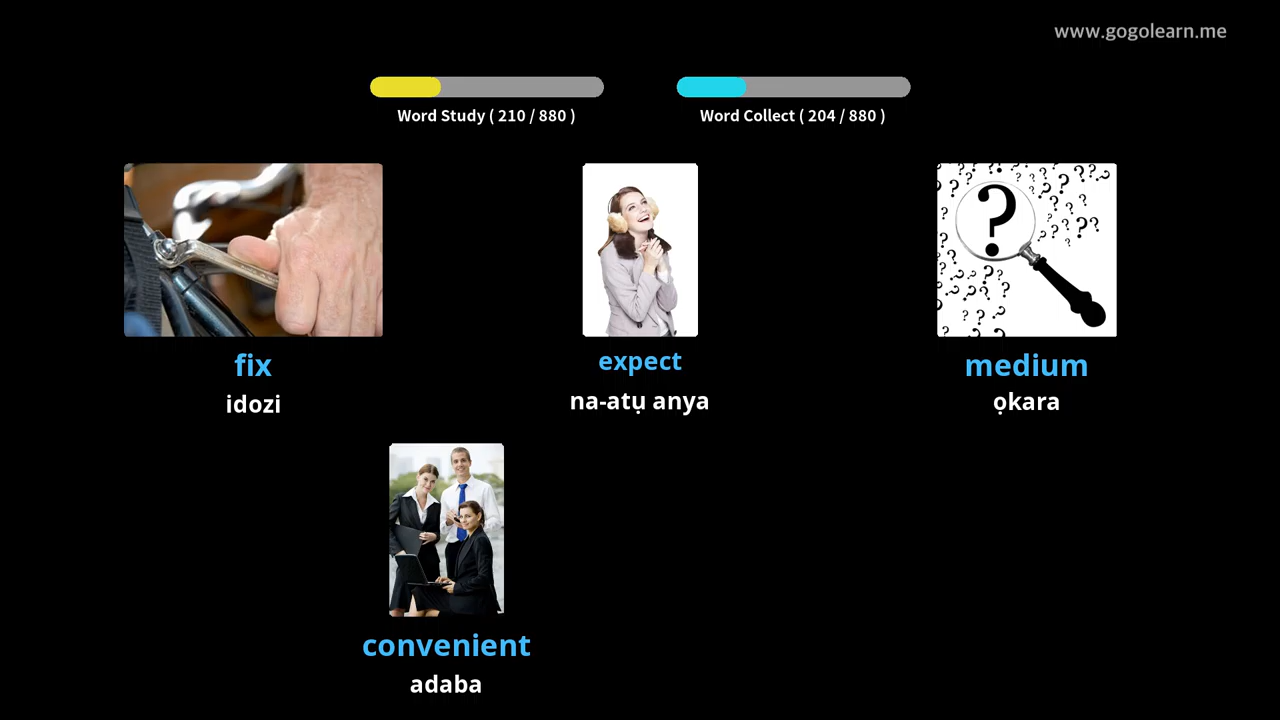 www.gogolearn.me
Word Study ( 210 / 880 )
Word Collect ( 204 / 880 )
fix
idozi
expect
na-atụ anya
medium
ọkara
convenient
adaba